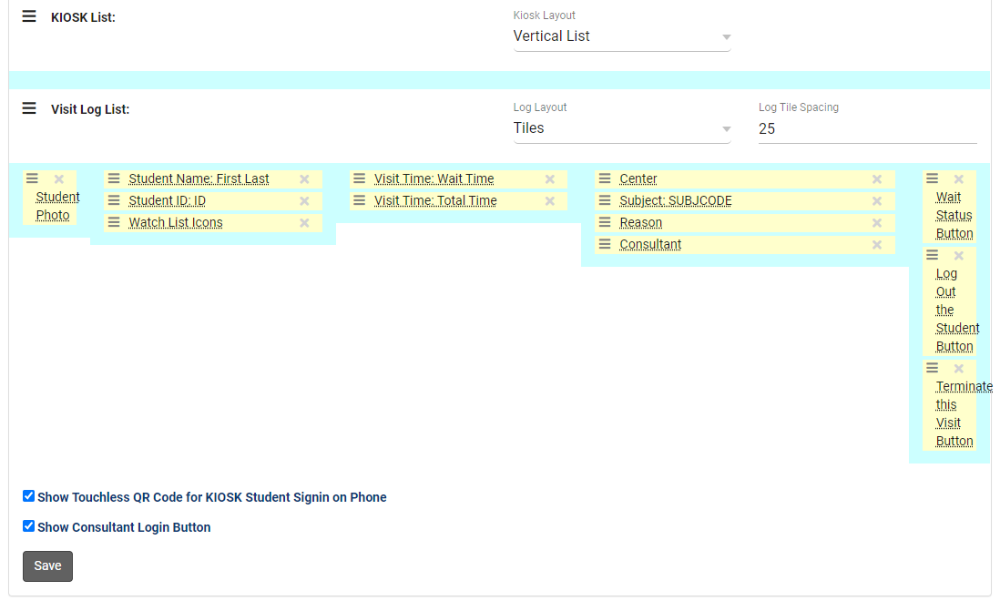 KIOSK List:
Kiosk Layout
Vertical List
Visit Log List:
Log Layout
Tiles
Log Tile Spacing
25
Student
Photo
Student Name: First Last
Student ID: ID
Watch List Icons
Visit Time: Wait Time
Visit Time: Total Time
Center
Subject: SUBJCODE
Reason
Consultant
Wait
Status
Button
Log
Out
the
Student
Button
Terminate
this
Visit
Button
Show Touchless QR Code for KIOSK Student Signin on Phone
Show Consultant Login Button
Save